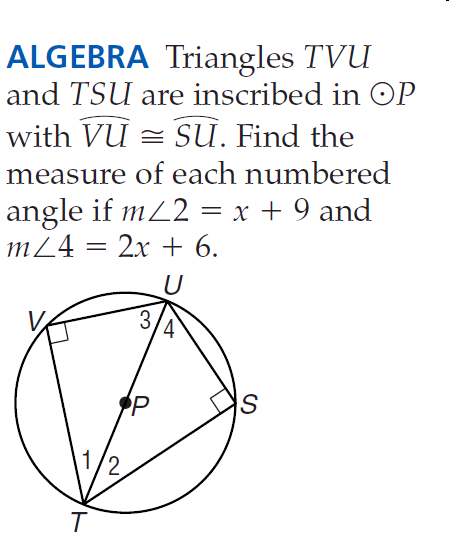 ALGEBRA Triangles TVU
and TSU are inscribed in ⊙P
with VU ≅ SU. Find the
measure of each numbered
angle if m∠2 = x + 9 and
m∠4 = 2x + 6.
U
V
3 4
P
S
1 2
T